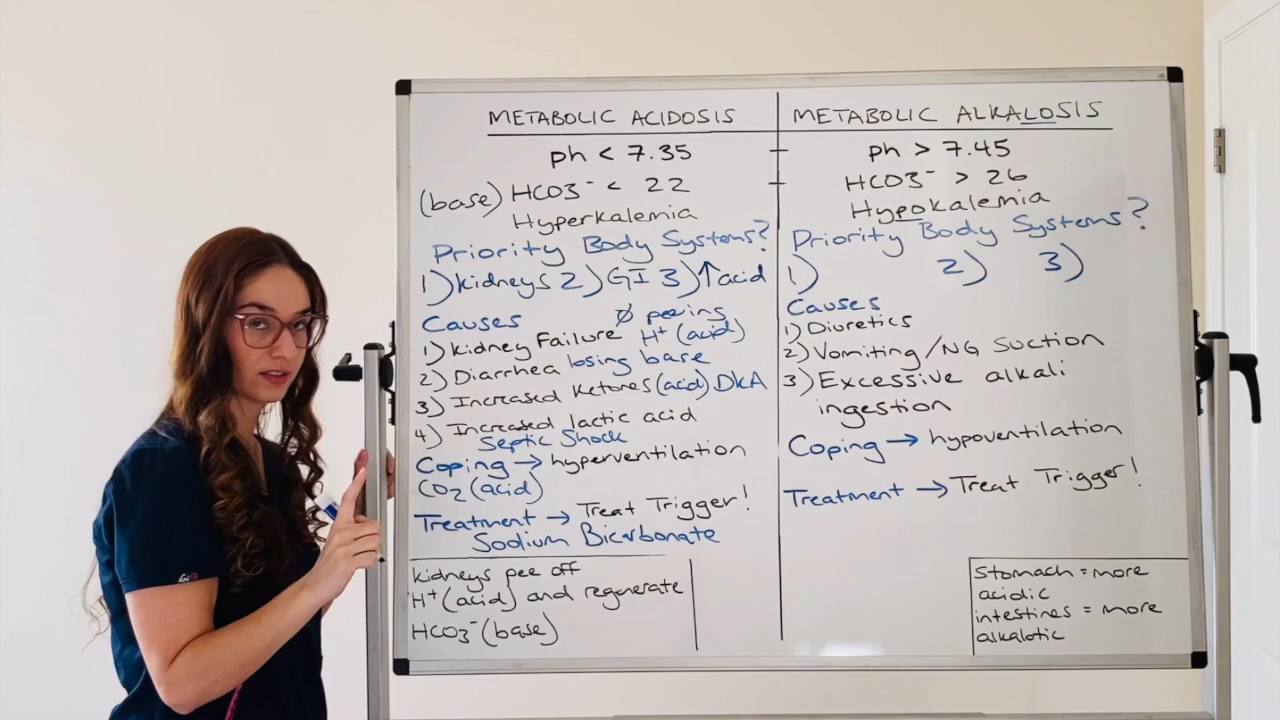 METABOLIC ACIDOSIS
ph < 7.35
(base) HCO3⁻ < 22
Hyperkalemia
Priority Body Systems?
1) kidneys 2) GI 3) ↑ acid
Causes Ø peeing
1) Kidney Failure H⁺ (acid)
2) Diarrhea losing base
3) Increased Ketones (acid) DKA
4) Increased lactic acid
Septic Shock
Coping → hyperventilation
CO2 (acid)
Treatment → Treat Trigger!
Sodium Bicarbonate
kidneys pee off
H⁺ (acid) and regenerate
HCO3⁻ (base)
METABOLIC ALKALOSIS
ph > 7.45
HCO3⁻ > 26
Hypokalemia
Priority Body Systems?
1) 2) 3)
Causes
1) Diuretics
2) Vomiting/NG Suction
3) Excessive alkali
ingestion
Coping → hypoventilation
Treatment → Treat Trigger!
Stomach = more
acidic
intestines = more
alkalotic